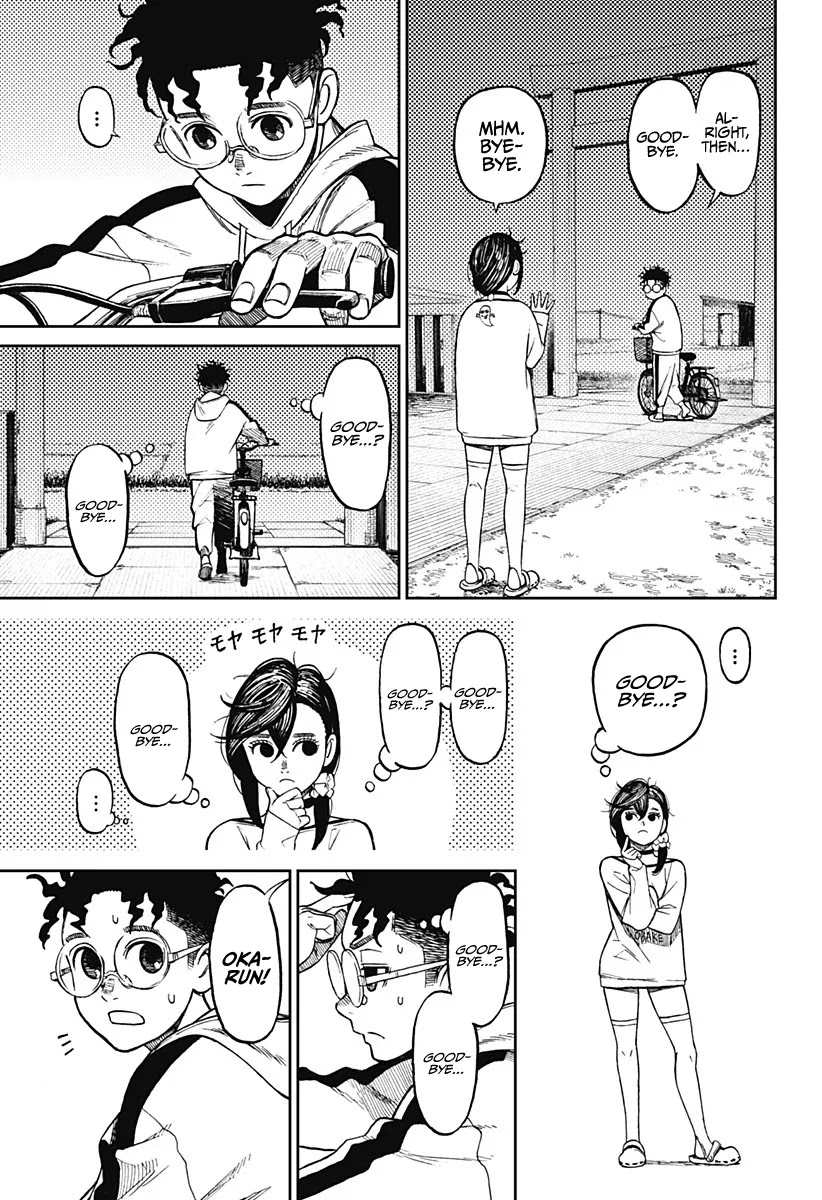 AL-
RIGHT,
THEN...
GOOD-
BYE.
MHM.
BYE-
BYE.
...
GOOD-
BYE...?
GOOD-
BYE...
...
GOOD-
BYE...?
モヤ モヤ モヤ
GOOD-
BYE...
GOOD-
BYE...?
GOOD-
BYE...
...
OBAKE
GOOD-
BYE...?
GOOD-
BYE...
OKA-
RUN!